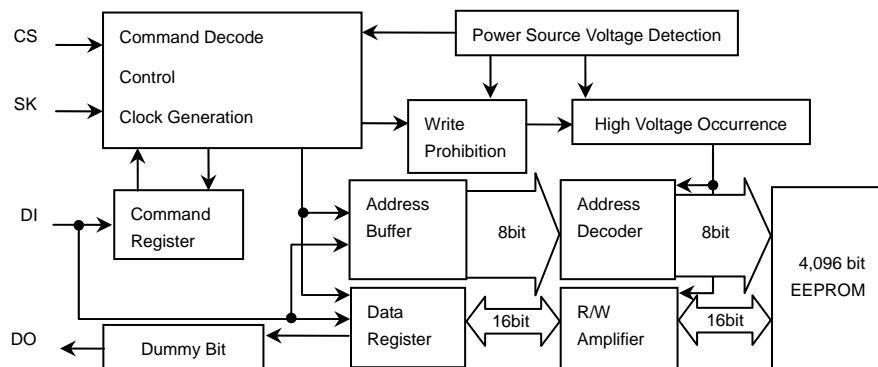 CS
Command Decode
Power Source Voltage Detection
Control
SK
Clock Generation
Write
Prohibition
High Voltage Occurrence
DI
Command
Register
Address
Buffer
8bit
Address
Decoder
8bit
4,096 bit
EEPROM
Data
Register
16bit
R/W
Amplifier
16bit
DO
Dummy Bit